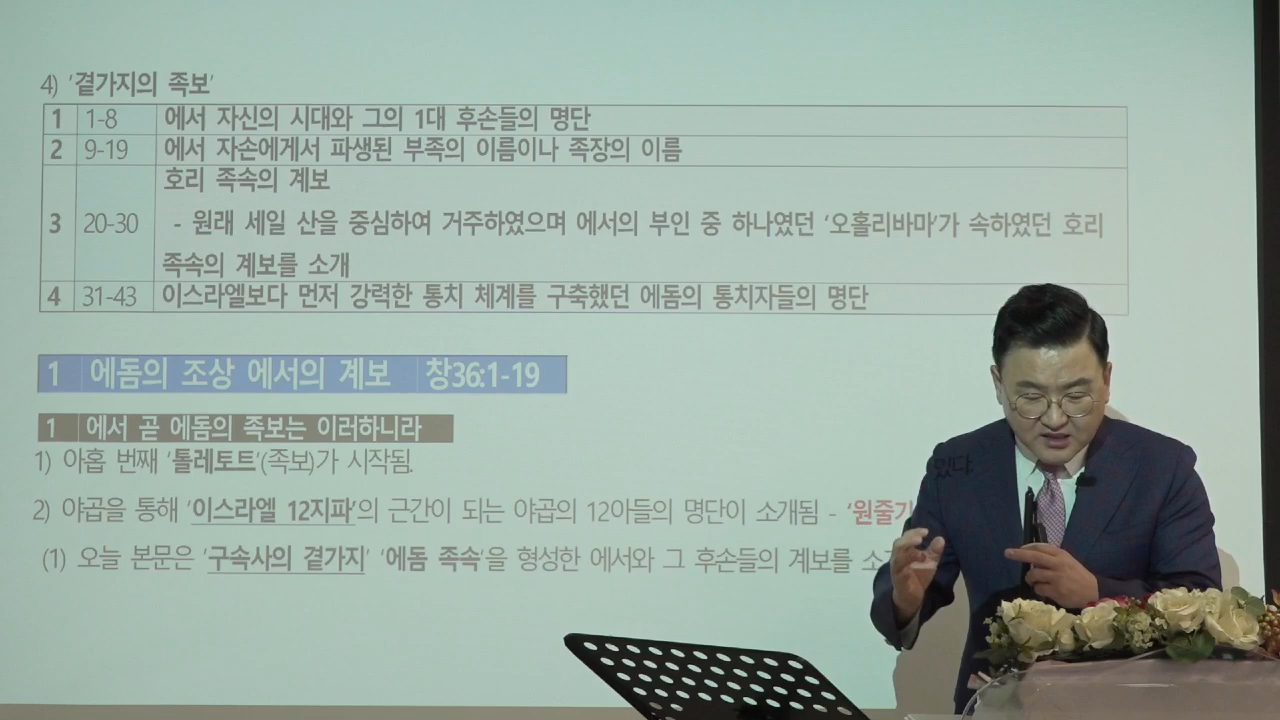 4) '곁가지의 족보'
1 1-8 에서 자신의 시대와 그의 1대 후손들의 명단
2 9-19 에서 자손에게서 파생된 부족의 이름이나 족장의 이름
호리 족속의 계보
3 20-30 - 원래 세일 산을 중심하여 거주하였으며 에서의 부인 중 하나였던 '오홀리바마'가 속하였던 호리
족속의 계보를 소개
4 31-43 이스라엘보다 먼저 강력한 통치 체계를 구축했던 에돔의 통치자들의 명단
1 에돔의 조상 에서의 계보 창36:1-19
1 에서 곧 에돔의 족보는 이러하니라
1) 아홉 번째 '톨레토트'(족보)가 시작됨.
있다.
2) 야곱을 통해 '이스라엘 12지파'의 근간이 되는 야곱의 12아들의 명단이 소개됨 - '원줄기
(1) 오늘 본문은 '구속사의 곁가지' '에돔 족속'을 형성한 에서와 그 후손들의 계보를